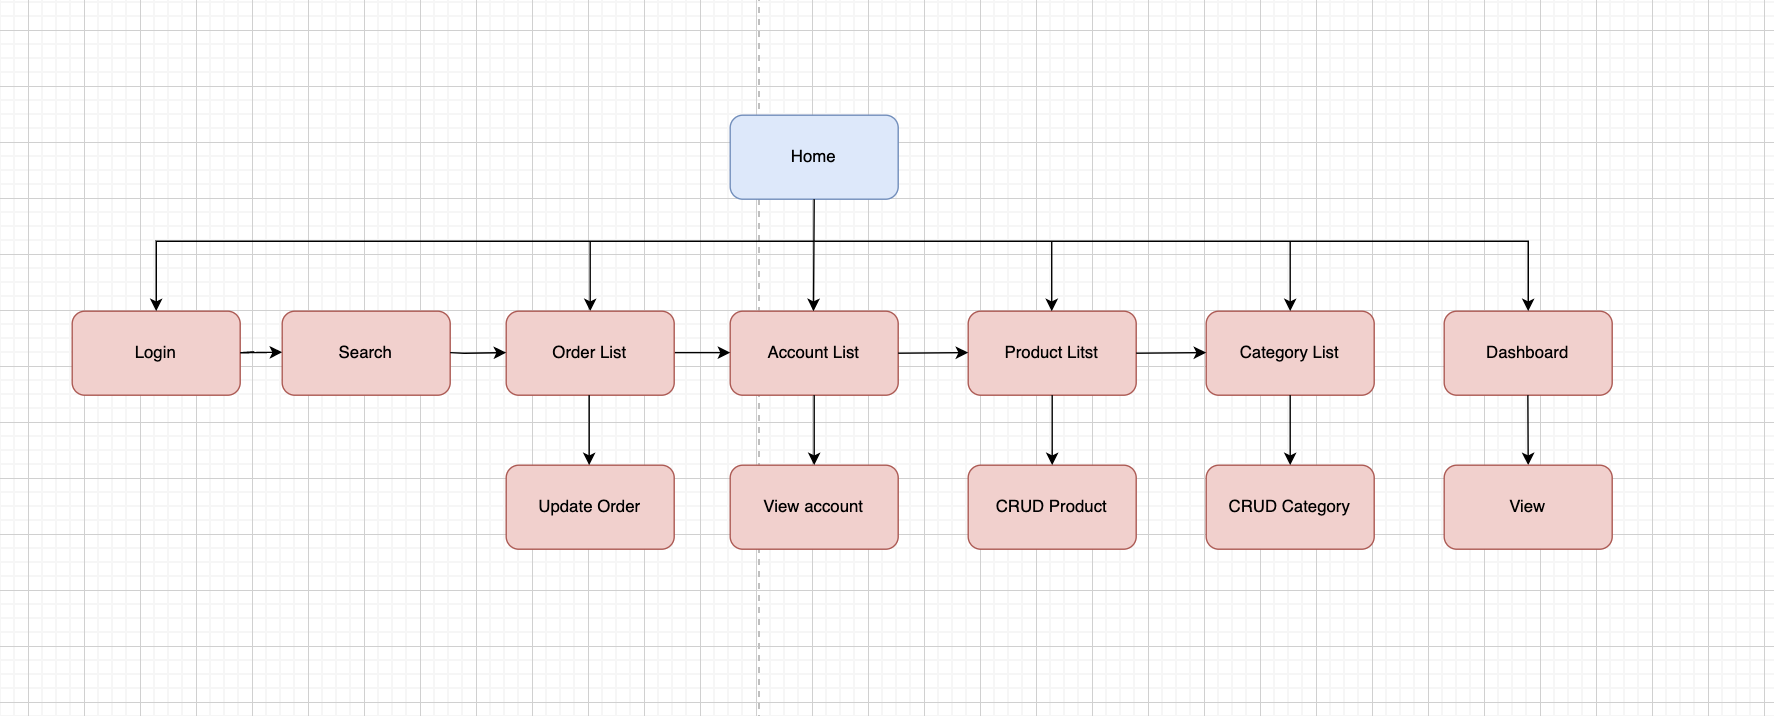 Home
Login
Search
Order List
Account List
Product Litst
Category List
Dashboard
Update Order
View account
CRUD Product
CRUD Category
View